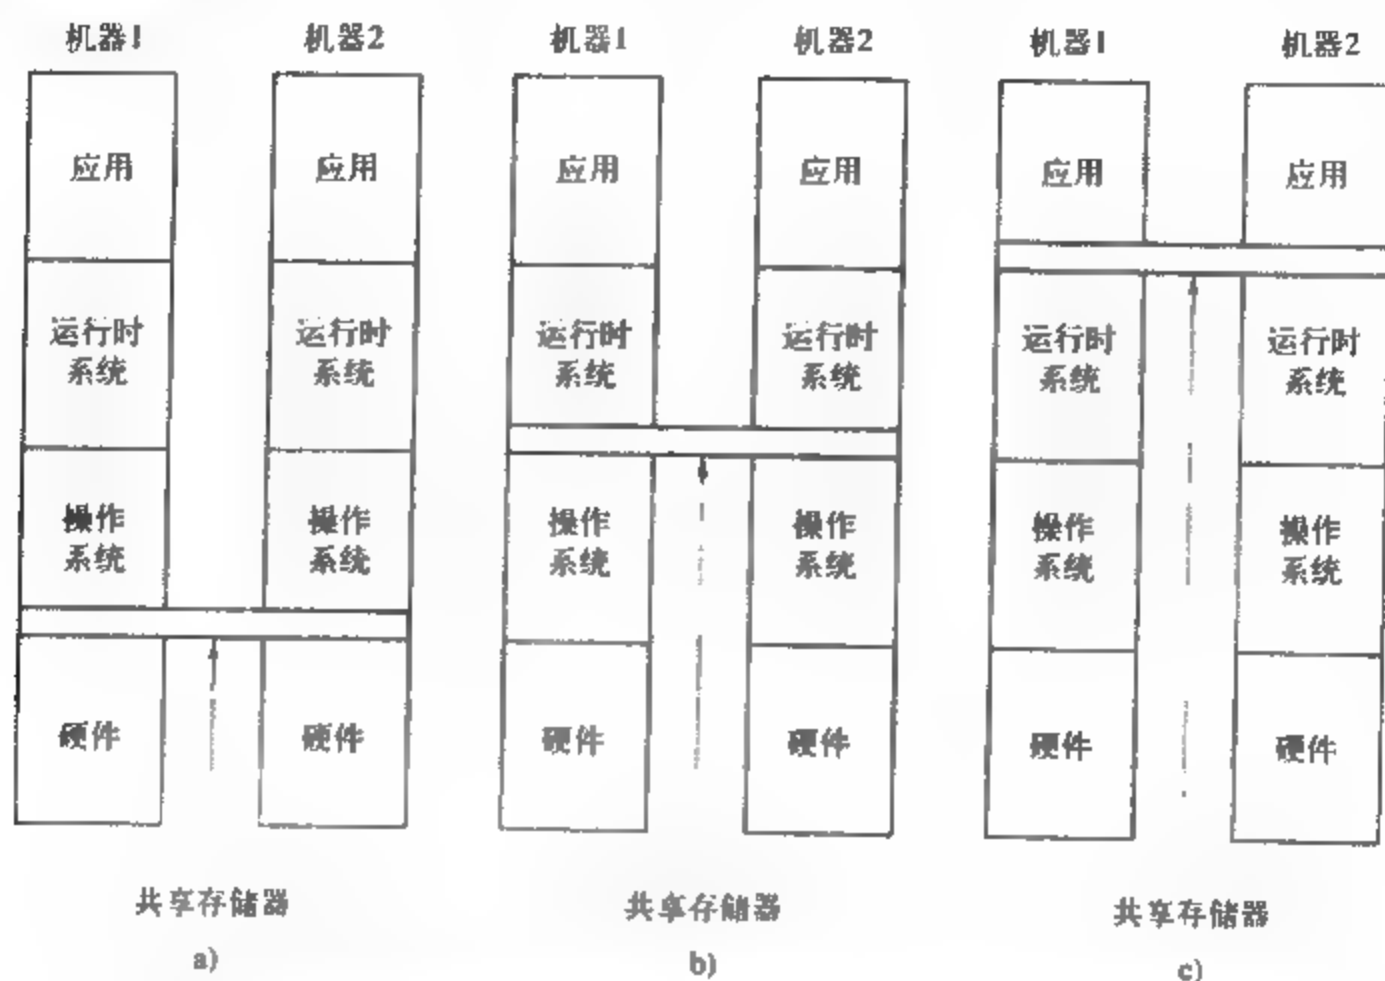 机器1
机器2
应用
应用
运行时
系统
运行时
系统
操作
系统
操作
系统
硬件
硬件
共享存储器
a)
机器1
机器2
应用
应用
运行时
系统
运行时
系统
操作
系统
操作
系统
硬件
硬件
共享存储器
b)
机器1
机器2
应用
应用
运行时
系统
运行时
系统
操作
系统
操作
系统
硬件
硬件
共享存储器
c)